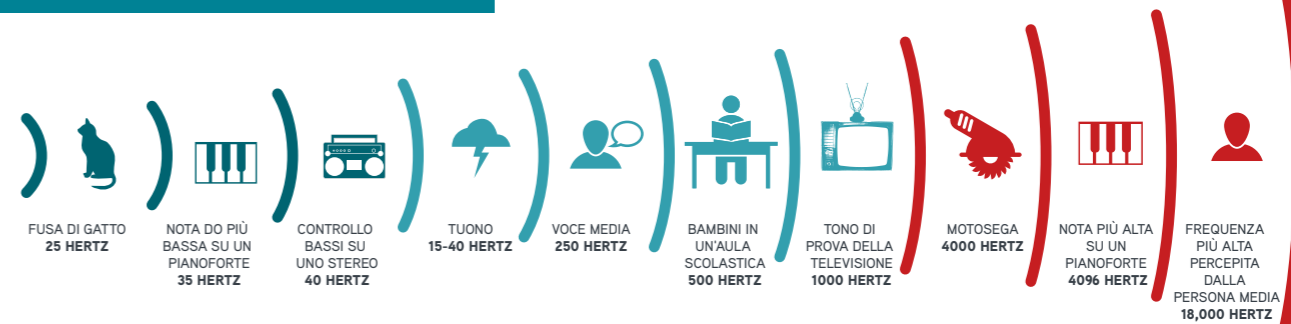 FUSA DI GATTO
25 HERTZ
NOTA DO PIÙ
BASSA SU UN
PIANOFORTE
35 HERTZ
CONTROLLO
BASSI SU
UNO STEREO
40 HERTZ
TUONO
15-40 HERTZ
VOCE MEDIA
250 HERTZ
BAMBINI IN
UN'AULA
SCOLASTICA
500 HERTZ
TONO DI
PROVA DELLA
TELEVISIONE
1000 HERTZ
MOTOSEGA
4000 HERTZ
NOTA PIÙ ALTA
SU UN
PIANOFORTE
4096 HERTZ
FREQUENZA
PIÙ ALTA
PERCEPITA
DALLA
PERSONA MEDIA
18,000 HERTZ